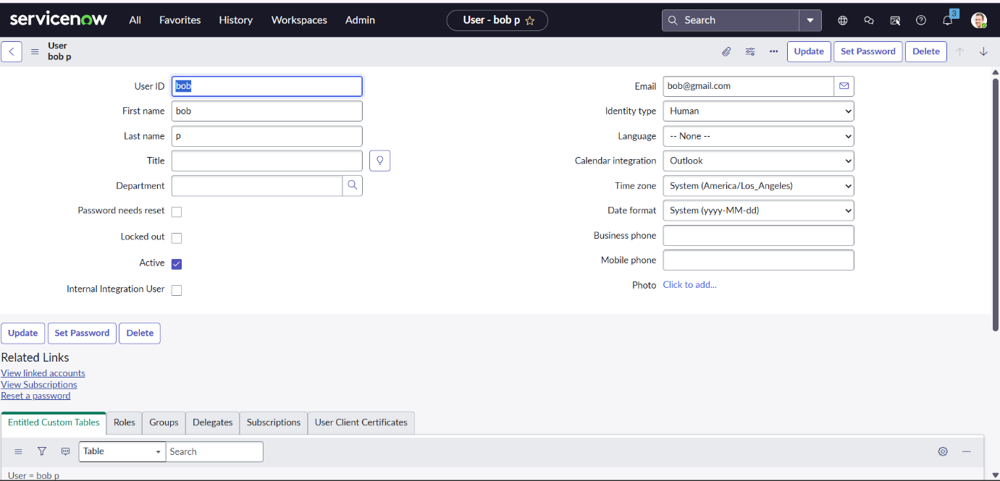 servicenow All Favorites History Workspaces Admin User - bob p Search 3
User
bob p
Update Set Password Delete
User ID bob
First name bob
Last name p
Title
Department
Password needs reset
Locked out
Active
Internal Integration User
Email bob@gmail.com
Identity type Human
Language -- None --
Calendar integration Outlook
Time zone System (America/Los_Angeles)
Date format System (yyyy-MM-dd)
Business phone
Mobile phone
Photo Click to add...
Update Set Password Delete
Related Links
View linked accounts
View Subscriptions
Reset a password
Entitled Custom Tables Roles Groups Delegates Subscriptions User Client Certificates
Table Search
User = bob p